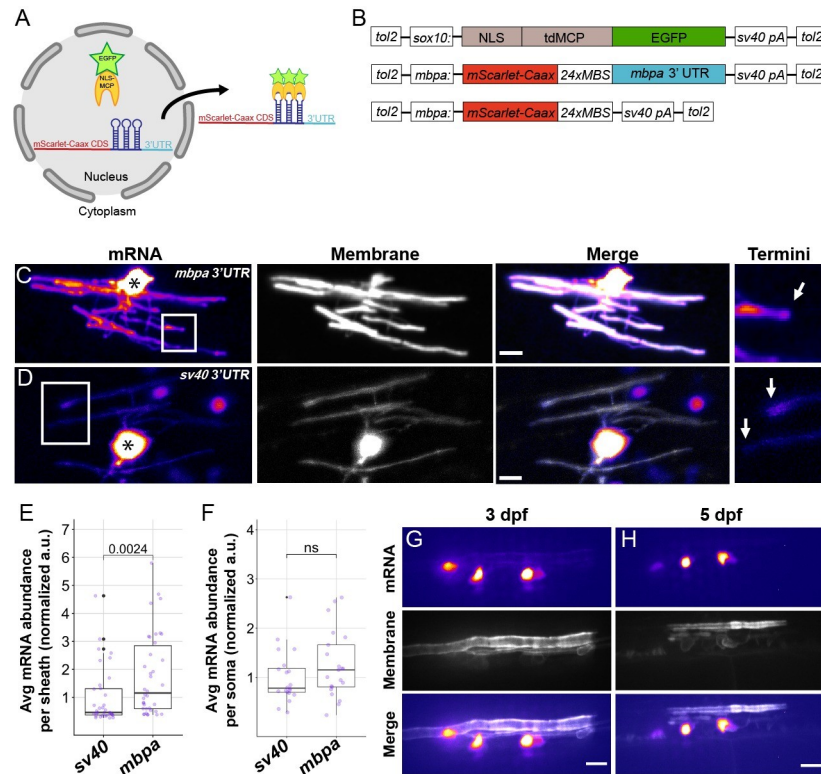 A
EGFP
NLS-
MCP
mScarlet-Caax CDS
3'UTR
Nucleus
Cytoplasm
mScarlet-Caax CDS
3'UTR
B
tol2 sox10: NLS tdMCP EGFP sv40 pA tol2
tol2 mbpa: mScarlet-Caax 24xMBS mbpa 3' UTR sv40 pA tol2
tol2 mbpa: mScarlet-Caax 24xMBS sv40 pA tol2
mRNA Membrane Merge Termini
C mbpa 3'UTR
*
D sv40 3'UTR
*
E
Avg mRNA abundance
per sheath (normalized a.u.)
7
6
5
4
3
2
1
0.0024
sv40 mbpa
F
Avg mRNA abundance
per soma (normalized a.u.)
4
3
2
1
0
ns
sv40 mbpa
3 dpf 5 dpf
G H
mRNA
Membrane
Merge